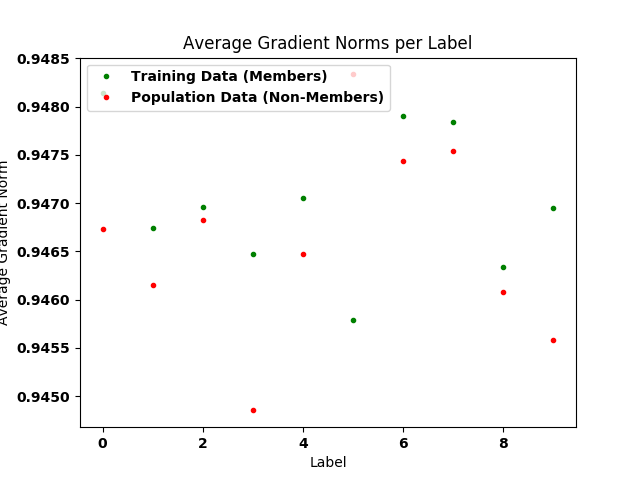 Average Gradient Norms per Label
Training Data (Members)
Population Data (Non-Members)
Average Gradient Norm
0.9485
0.9480
0.9475
0.9470
0.9465
0.9460
0.9455
0.9450
0 2 4 6 8
Label